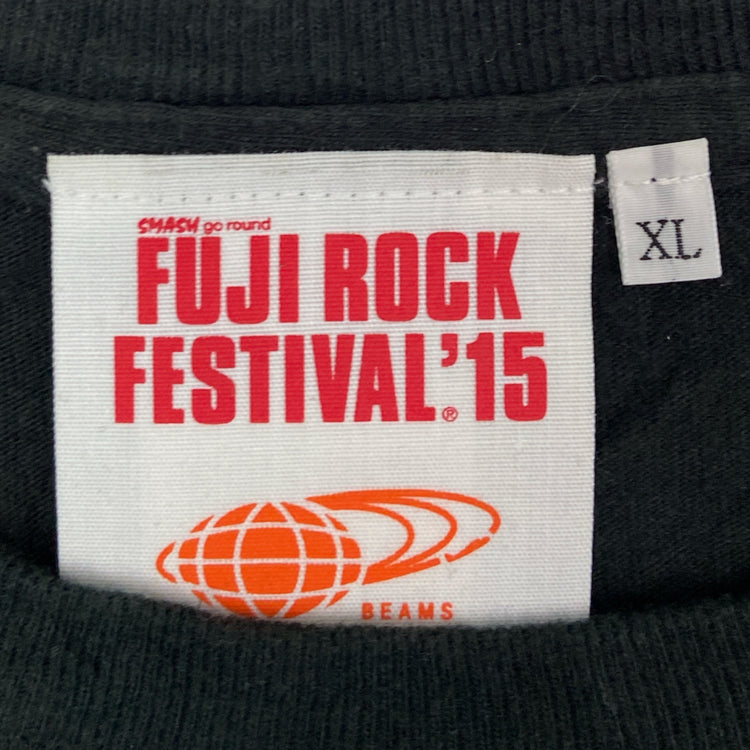 SMASH go round
FUJI ROCK
FESTIVAL.® '15
XL
BEAMS